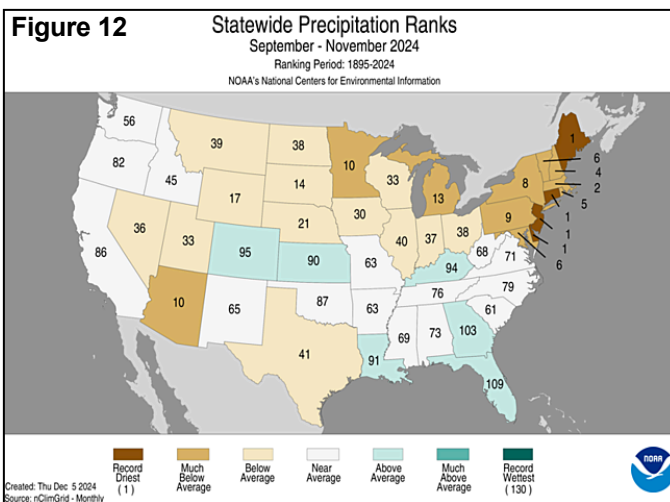 Figure 12
Statewide Precipitation Ranks
September - November 2024
Ranking Period: 1895-2024
NOAA's National Centers for Environmental Information
56
39
38
10
1
82
45
14
33
13
8
6
4
2
5
17
21
30
9
1
1
1
6
36
33
95
90
40
37
38
68
71
86
63
94
10
65
87
63
76
79
61
41
91
69
73
103
109
Record
Driest
(1)
Much
Below
Average
Below
Average
Near
Average
Above
Average
Much
Above
Average
Record
Wettest
(130)
Created: Thu Dec 5 2024
Source: nClimGrid - Monthly
NOAA